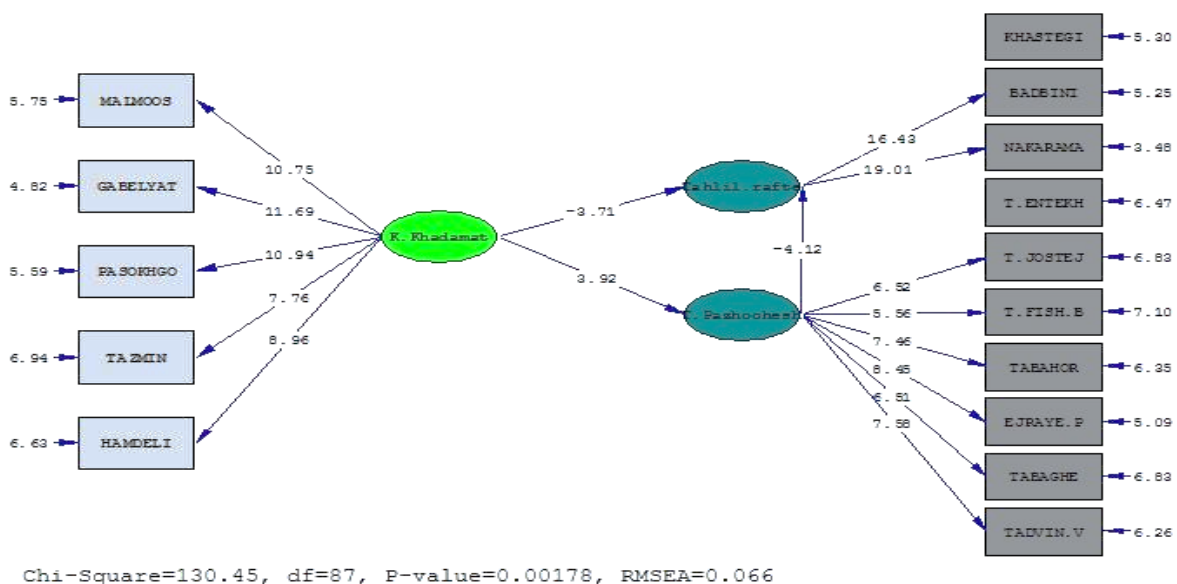 KHASTEGI 5.30
5.75 MALMOOS
BADBINI 5.25
16.43
NAKARAMA 3.48
10.75
19.01
4.82 GABELYAT
Tahlil.rafte
T.ENTEKH 6.47
11.69
-3.71
K.Khadamat
-4.12
10.94
T.JOSTEJ 6.83
5.59 PASOKHGO
3.92
6.52
7.76
5.56
T.FISH.B 7.10
T.Pazhoohesh
8.96
7.46
6.94 TAZMIN
TABAHOR 6.35
8.45
6.51
EJRAYE.P 5.09
7.58
6.63 HAMDELI
TABAGHE 6.83
TADVIN.V 6.26
Chi-Square=130.45, df=87, P-value=0.00178, RMSEA=0.066